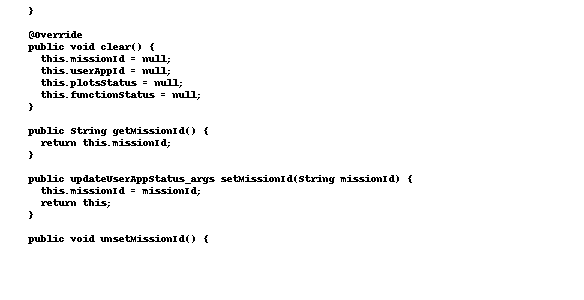 }
@Override
public void clear() {
this.missionId = null;
this.userAppId = null;
this.plotsStatus = null;
this.functionStatus = null;
}
public String getMissionId() {
return this.missionId;
}
public updateUserAppStatus_args setMissionId(String missionId) {
this.missionId = missionId;
return this;
}
public void unsetMissionId() {